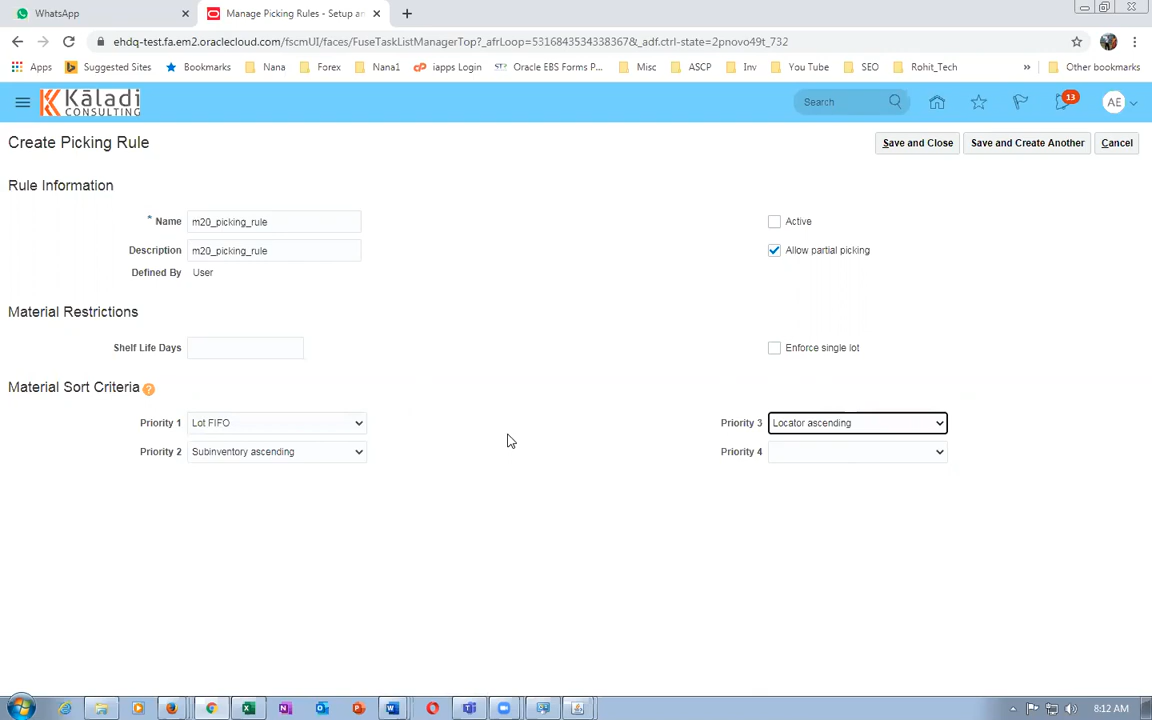 WhatsApp
Manage Picking Rules - Setup an
ehdq-test.fa.em2.oraclecloud.com/fscmUI/faces/FuseTaskListManagerTop?_afrLoop=5316843534338367&_adf.ctrl-state=2pnovo49t_732
Apps Suggested Sites Bookmarks Nana Forex Nana1 iapps Login Oracle EBS Forms P... Misc ASCP Inv You Tube SEO Rohit_Tech » Other bookmarks
Kāladi
CONSULTING
Search
13
AE
Create Picking Rule
Save and Close Save and Create Another Cancel
Rule Information
* Name m20_picking_rule
Active
Description m20_picking_rule
Allow partial picking
Defined By User
Material Restrictions
Shelf Life Days
Enforce single lot
Material Sort Criteria ?
Priority 1 Lot FIFO
Priority 3 Locator ascending
Priority 2 Subinventory ascending
Priority 4
8:12 AM